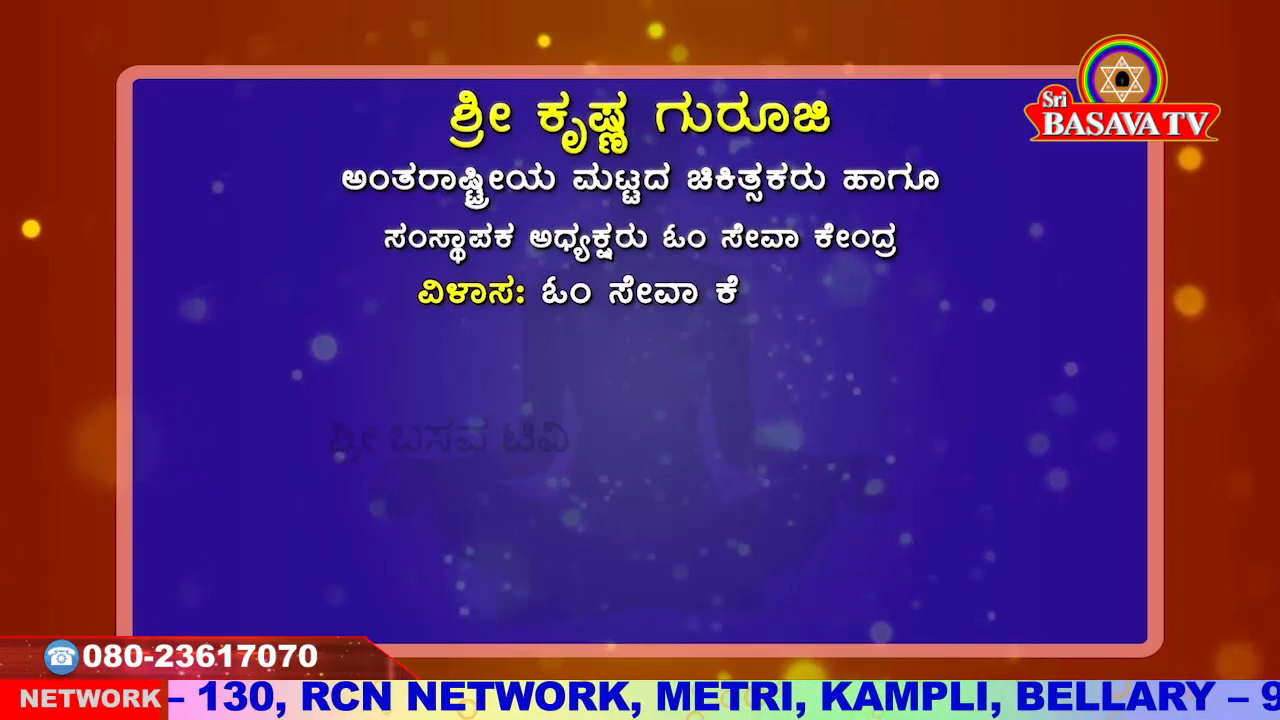 Sri
BASAVA TV
ಶ್ರೀ ಕೃಷ್ಣ ಗುರೂಜಿ
ಅಂತರಾಷ್ಟ್ರೀಯ ಮಟ್ಟದ ಚಿಕಿತ್ಸಕರು ಹಾಗೂ
ಸಂಸ್ಥಾಪಕ ಅಧ್ಯಕ್ಷರು ಓಂ ಸೇವಾ ಕೇಂದ್ರ
ವಿಳಾಸ: ಓಂ ಸೇವಾ ಕೆ
ಶ್ರೀ ಬಸವ ಟಿವಿ
080-23617070
NETWORK – 130, RCN NETWORK, METRI, KAMPLI, BELLARY – 9